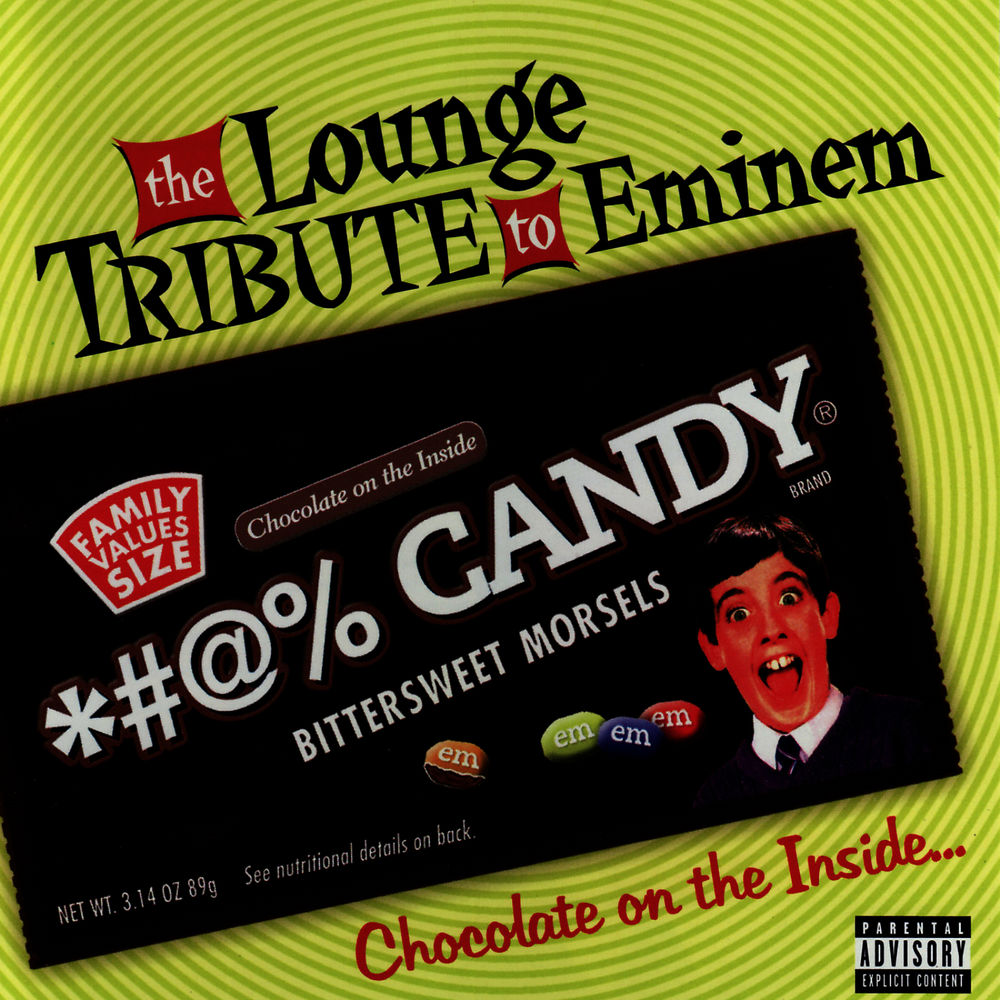 the Lounge
TRIBUTE to Eminem
FAMILY
VALUES
SIZE
Chocolate on the Inside
*#@% CANDY®
BRAND
BITTERSWEET MORSELS
em
em
em
em
See nutritional details on back.
NET WT. 3.14 OZ 89g
Chocolate on the Inside...
PARENTAL
ADVISORY
EXPLICIT CONTENT